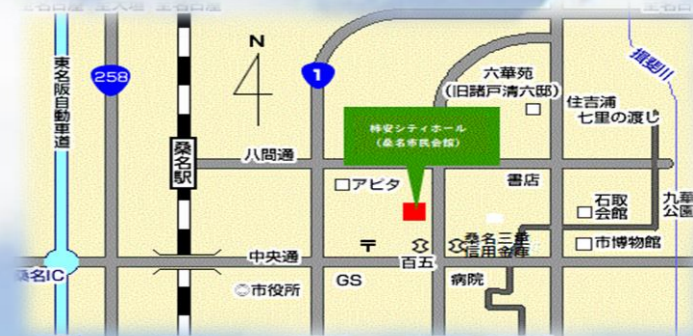 東名阪自動車道
258
桑名駅
N
1
八間通
柿安シティホール
(桑名市民会館)
六華苑
(旧諸戸清六邸)
揖斐川
住吉浦
七里の渡し
アピタ
書店
石取
会館
九華
公園
桑名三重
信用金庫
市博物館
〒
中央通
百五
桑名IC
市役所
GS
病院